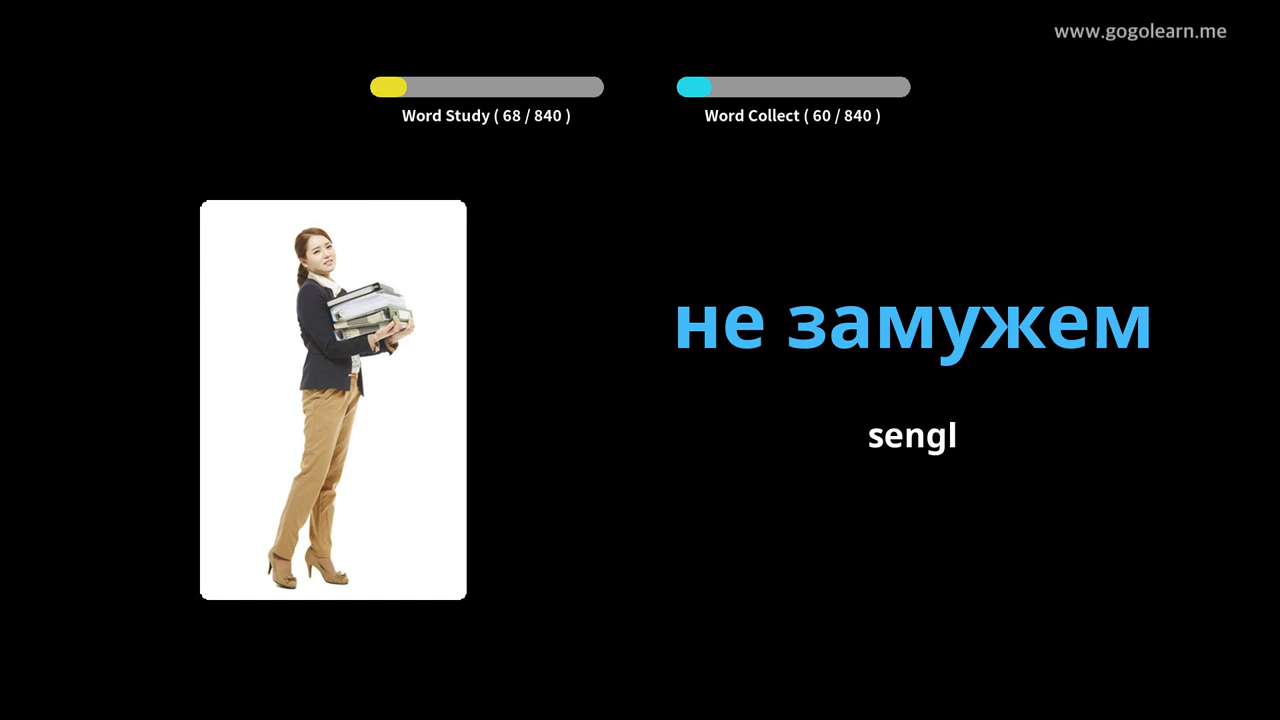 www.gogolearn.me
Word Study ( 68 / 840 )
Word Collect ( 60 / 840 )
не замужем
sengl